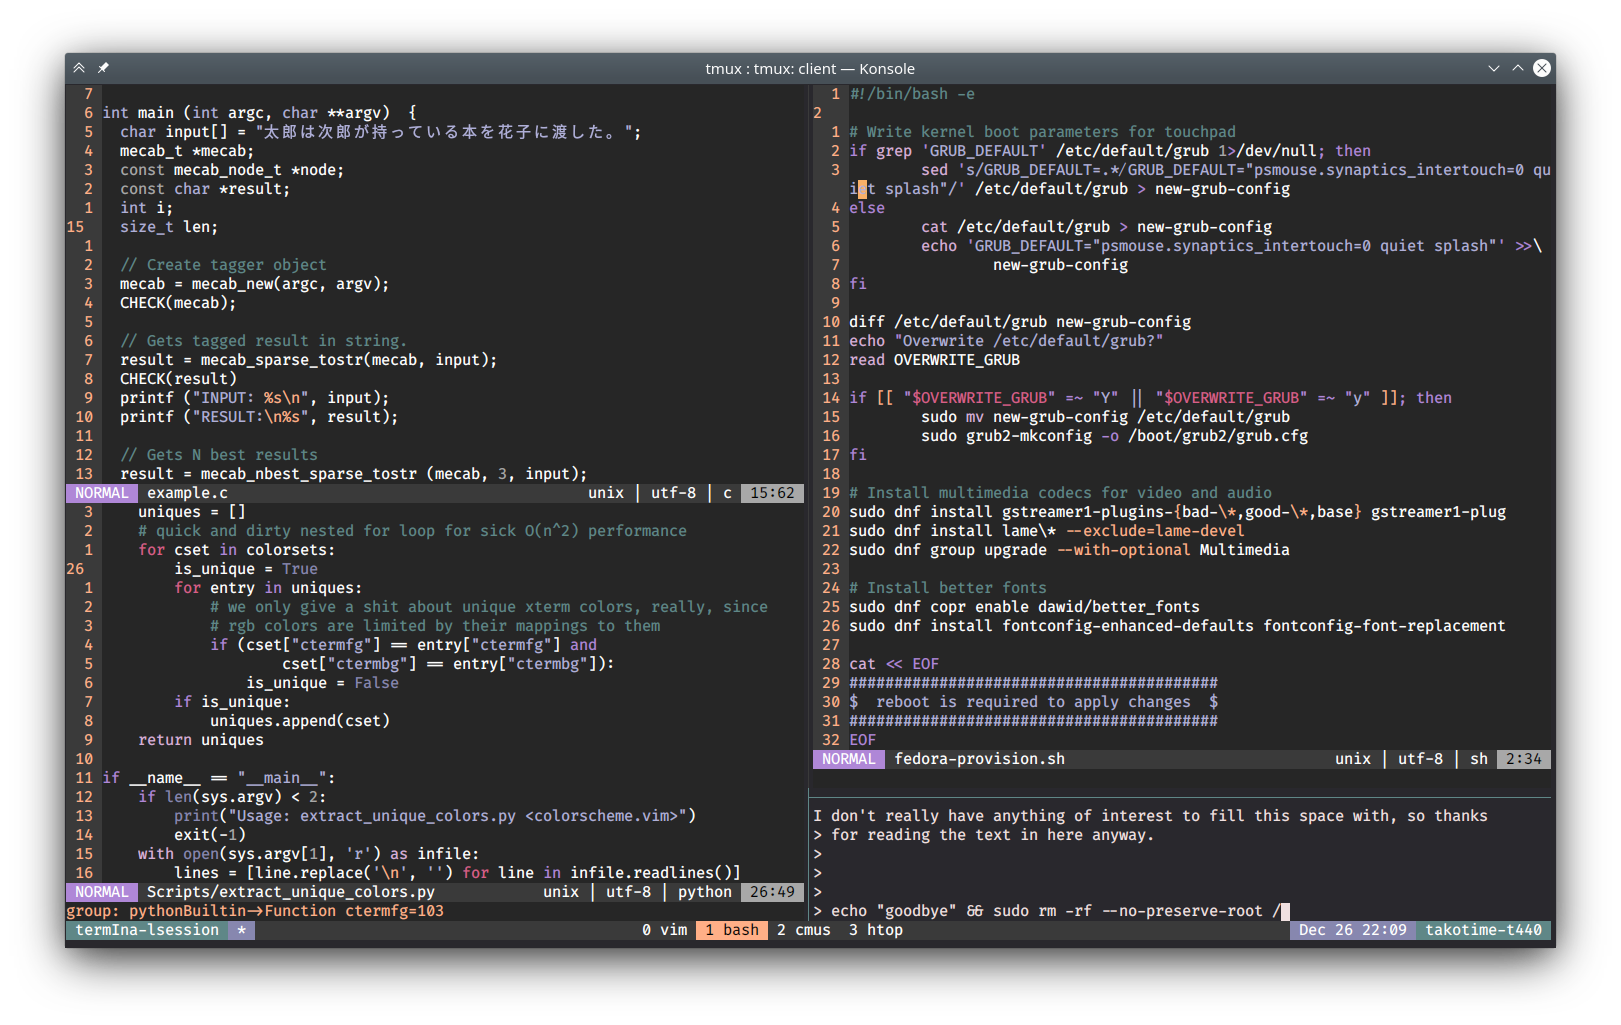 tmux : tmux: client — Konsole
7
6 int main (int argc, char **argv)  {
5   char input[] = "太郎は次郎が持っている本を花子に渡した。";
4   mecab_t *mecab;
3   const mecab_node_t *node;
2   const char *result;
1   int i;
15    size_t len;
1
2   // Create tagger object
3   mecab = mecab_new(argc, argv);
4   CHECK(mecab);
5
6   // Gets tagged result in string.
7   result = mecab_sparse_tostr(mecab, input);
8   CHECK(result)
9   printf ("INPUT: %s\n", input);
10   printf ("RESULT:\n%s", result);
11
12   // Gets N best results
13   result = mecab_nbest_sparse_tostr (mecab, 3, input);
NORMAL  example.c  unix | utf-8 | c  15:62
3     uniques = []
2     # quick and dirty nested for loop for sick O(n^2) performance
1     for cset in colorsets:
26          is_unique = True
1         for entry in uniques:
2             # we only give a shit about unique xterm colors, really, since
3             # rgb colors are limited by their mappings to them
4             if (cset["ctermfg"] == entry["ctermfg"] and
5                     cset["ctermbg"] == entry["ctermbg"]):
6                 is_unique = False
7         if is_unique:
8             uniques.append(cset)
9     return uniques
10
11 if __name__ == "__main__":
12     if len(sys.argv) < 2:
13         print("Usage: extract_unique_colors.py <colorscheme.vim>")
14         exit(-1)
15     with open(sys.argv[1], 'r') as infile:
16         lines = [line.replace('\n', '') for line in infile.readlines()]
NORMAL  Scripts/extract_unique_colors.py  unix | utf-8 | python  26:49
group: pythonBuiltin->Function ctermfg=103
1 #!/bin/bash -e
2
1 # Write kernel boot parameters for touchpad
2 if grep 'GRUB_DEFAULT' /etc/default/grub 1>/dev/null; then
3         sed 's/GRUB_DEFAULT=.*/GRUB_DEFAULT="psmouse.synaptics_intertouch=0 qu
iet splash"/' /etc/default/grub > new-grub-config
4 else
5         cat /etc/default/grub > new-grub-config
6         echo 'GRUB_DEFAULT="psmouse.synaptics_intertouch=0 quiet splash"' >>\
7                 new-grub-config
8 fi
9
10 diff /etc/default/grub new-grub-config
11 echo "Overwrite /etc/default/grub?"
12 read OVERWRITE_GRUB
13
14 if [[ "$OVERWRITE_GRUB" =~ "Y" || "$OVERWRITE_GRUB" =~ "y" ]]; then
15         sudo mv new-grub-config /etc/default/grub
16         sudo grub2-mkconfig -o /boot/grub2/grub.cfg
17 fi
18
19 # Install multimedia codecs for video and audio
20 sudo dnf install gstreamer1-plugins-{bad-\*,good-\*,base} gstreamer1-plug
21 sudo dnf install lame\* --exclude=lame-devel
22 sudo dnf group upgrade --with-optional Multimedia
23
24 # Install better fonts
25 sudo dnf copr enable dawid/better_fonts
26 sudo dnf install fontconfig-enhanced-defaults fontconfig-font-replacement
27
28 cat << EOF
29 #########################################
30 $  reboot is required to apply changes  $
31 #########################################
32 EOF
NORMAL  fedora-provision.sh  unix | utf-8 | sh  2:34
I don't really have anything of interest to fill this space with, so thanks
> for reading the text in here anyway.
>
>
>
> echo "goodbye" && sudo rm -rf --no-preserve-root /
termIna-lsession  *  0 vim  1 bash  2 cmus  3 htop  Dec 26 22:09  takotime-t440